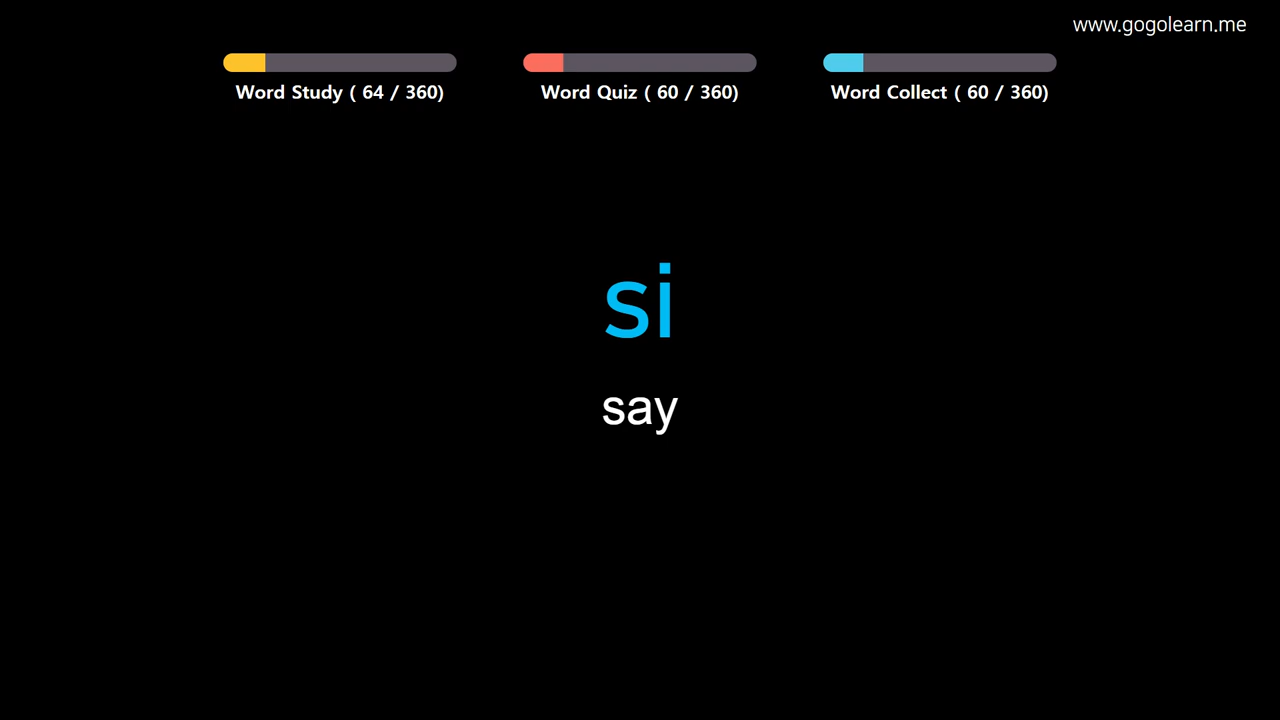 www.gogolearn.me
Word Study ( 64 / 360)
Word Quiz ( 60 / 360)
Word Collect ( 60 / 360)
si
say